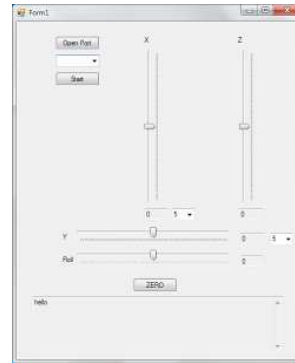 Form1
Open Port
X Z
Start
0 5 0
Y 0 5
Roll 0
ZERO
hello